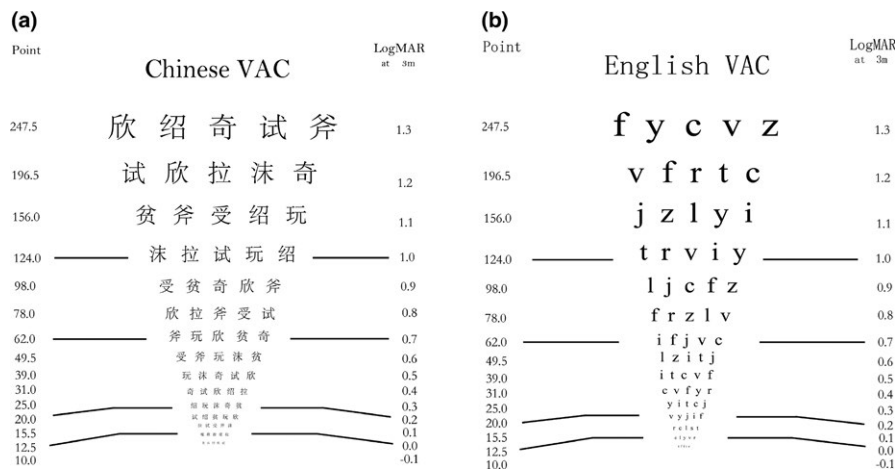 (a)
Point LogMAR
at 3m
Chinese VAC
247.5 欣 绍 奇 试 斧 1.3
196.5 试 欣 拉 沫 奇 1.2
156.0 贫 斧 受 绍 玩 1.1
124.0 沫 拉 试 玩 绍 1.0
98.0 受 贫 奇 欣 斧 0.9
78.0 欣 拉 斧 受 试 0.8
62.0 斧 玩 欣 贫 奇 0.7
49.5 受 斧 玩 沫 贫 0.6
39.0 玩 沫 奇 试 欣 0.5
31.0 奇 试 欣 绍 拉 0.4
25.0 0.3
20.0 0.2
15.5 0.1
12.5 0.0
10.0 -0.1
(b)
Point LogMAR
at 3m
English VAC
247.5 f y c v z 1.3
196.5 v f r t c 1.2
156.0 j z l y i 1.1
124.0 t r v i y 1.0
98.0 l j c f z 0.9
78.0 f r z l v 0.8
62.0 i f j v c 0.7
49.5 l z i t j 0.6
39.0 i t c v f 0.5
31.0 c v f y r 0.4
25.0 y i t c j 0.3
20.0 v y j i f 0.2
15.5 0.1
12.5 0.0
10.0 -0.1